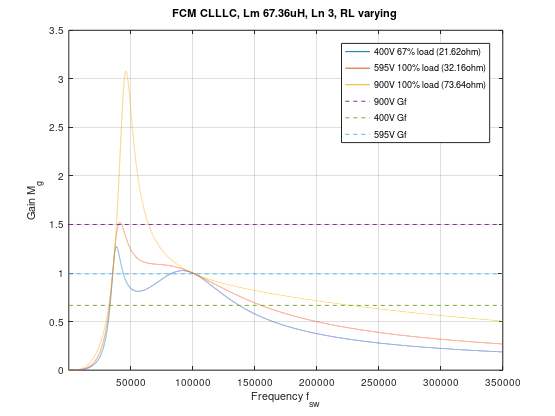 FCM CLLLC, Lm 67.36uH, Ln 3, RL varying
3.5
3
2.5
2
1.5
1
0.5
0
Gain Mg
400V 67% load (21.62ohm)
595V 100% load (32.16ohm)
900V 100% load (73.64ohm)
900V Gf
400V Gf
595V Gf
50000 100000 150000 200000 250000 300000 350000
Frequency fsw